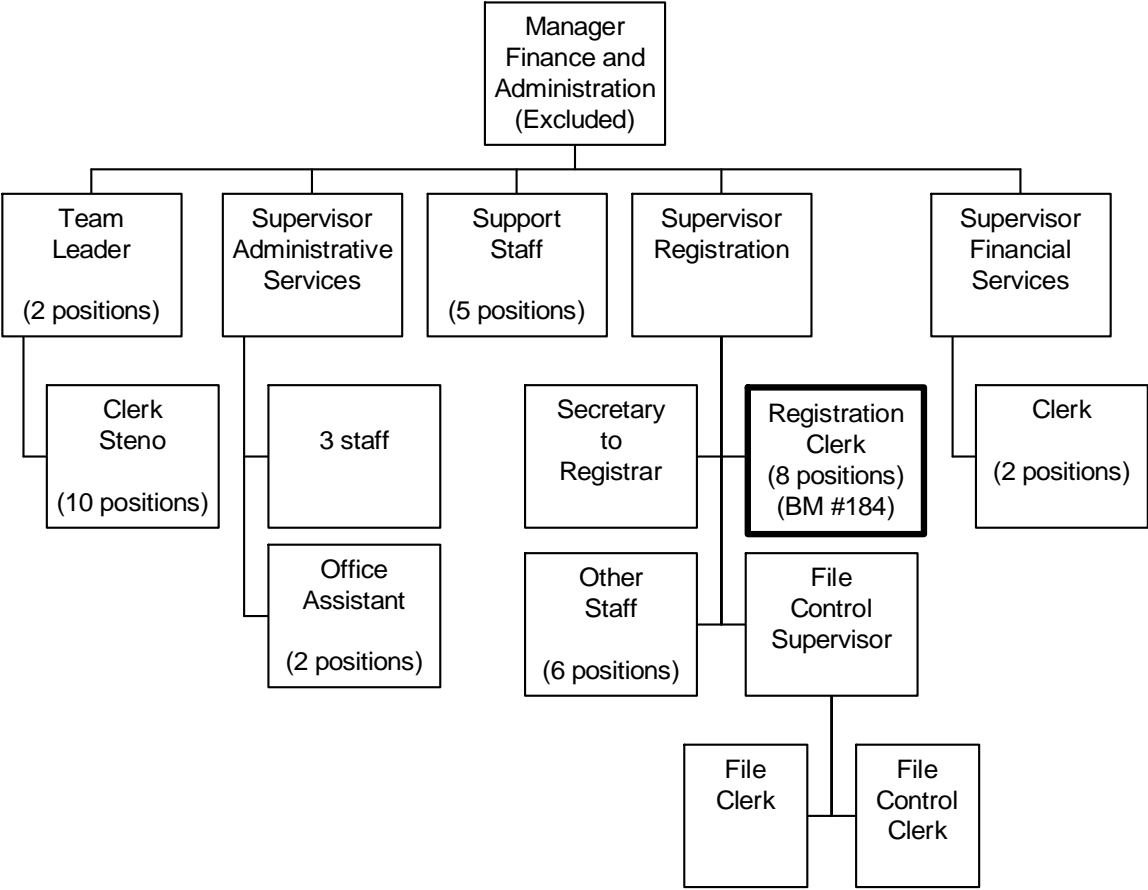 Manager
Finance and
Administration
(Excluded)
Team
Leader
(2 positions)
Supervisor
Administrative
Services
Support
Staff
(5 positions)
Supervisor
Registration
Supervisor
Financial
Services
Clerk
Steno
(10 positions)
3 staff
Secretary
to
Registrar
Registration
Clerk
(8 positions)
(BM #184)
Clerk
(2 positions)
Office
Assistant
(2 positions)
Other
Staff
(6 positions)
File
Control
Supervisor
File
Clerk
File
Control
Clerk